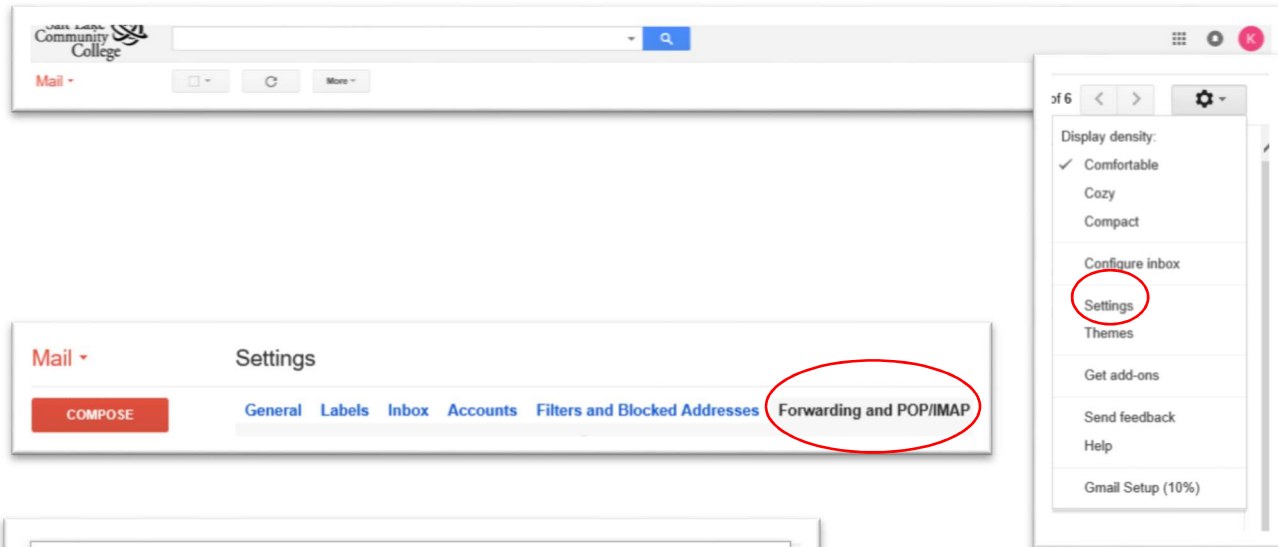 Salt Lake
Community
College
K
Mail
More
of 6
Display density:
Comfortable
Cozy
Compact
Configure inbox
Settings
Themes
Get add-ons
Send feedback
Help
Gmail Setup (10%)
Mail
Settings
COMPOSE
General Labels Inbox Accounts Filters and Blocked Addresses Forwarding and POP/IMAP